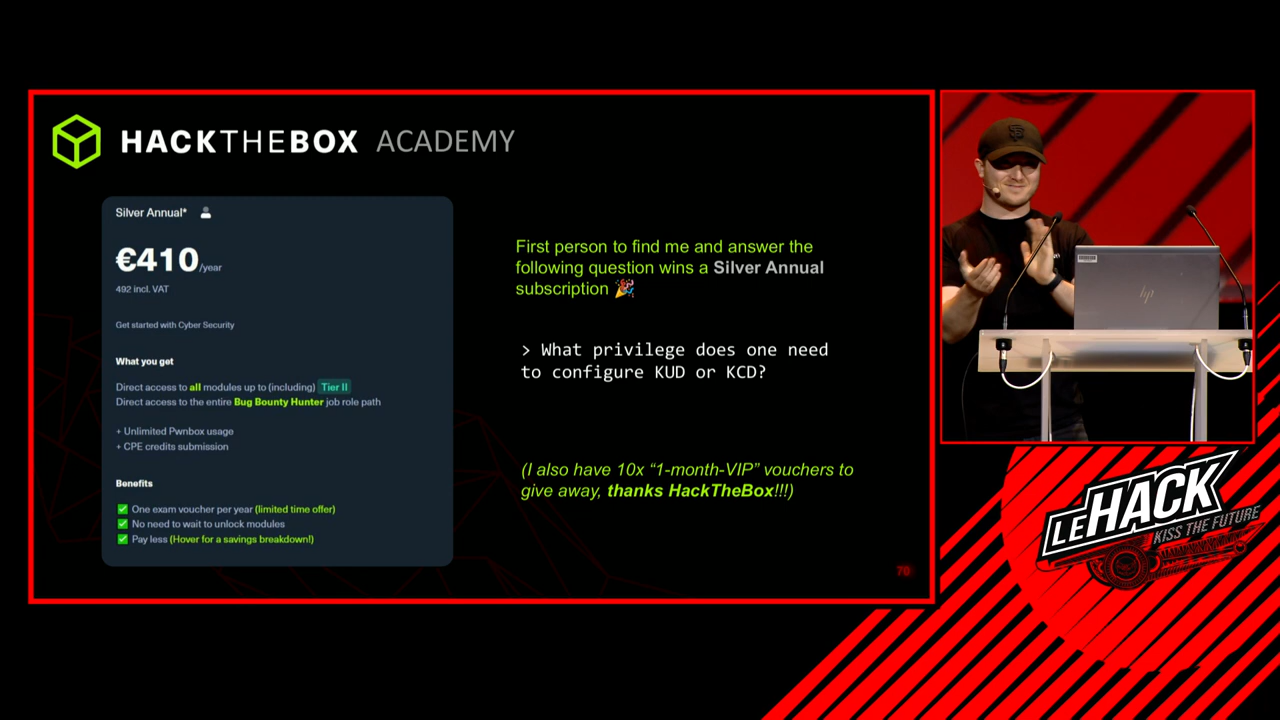 HACKTHEBOX ACADEMY
Silver Annual*
€410/year
492 incl. VAT
Get started with Cyber Security
What you get
Direct access to all modules up to (including) Tier II
Direct access to the entire Bug Bounty Hunter job role path
+ Unlimited Pwnbox usage
+ CPE credits submission
Benefits
One exam voucher per year (limited time offer)
No need to wait to unlock modules
Pay less (Hover for a savings breakdown!)
First person to find me and answer the
following question wins a Silver Annual
subscription 🎉
> What privilege does one need
to configure KUD or KCD?
(I also have 10x “1-month-VIP” vouchers to
give away, thanks HackTheBox!!!)
70
hp
LEHACK
KISS THE FUTURE